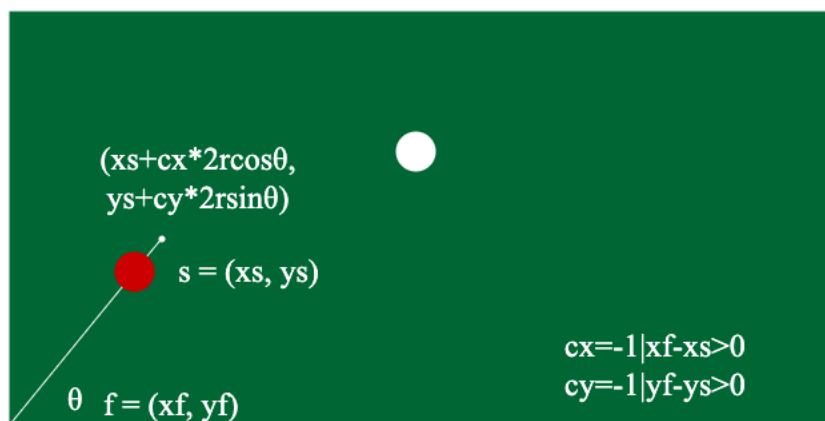 (xs+cx*2rcosθ,
ys+cy*2rsinθ)
s = (xs, ys)
cx=-1|xf-xs>0
cy=-1|yf-ys>0
θ f = (xf, yf)